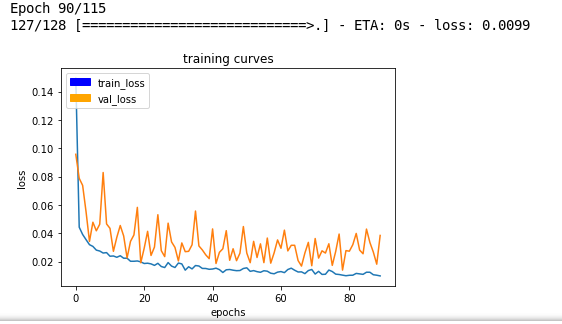 Epoch 90/115
127/128 [============================>.] - ETA: 0s - loss: 0.0099
training curves
train_loss
val_loss
0.14
0.12
0.10
0.08
0.06
0.04
0.02
loss
0 20 40 60 80
epochs